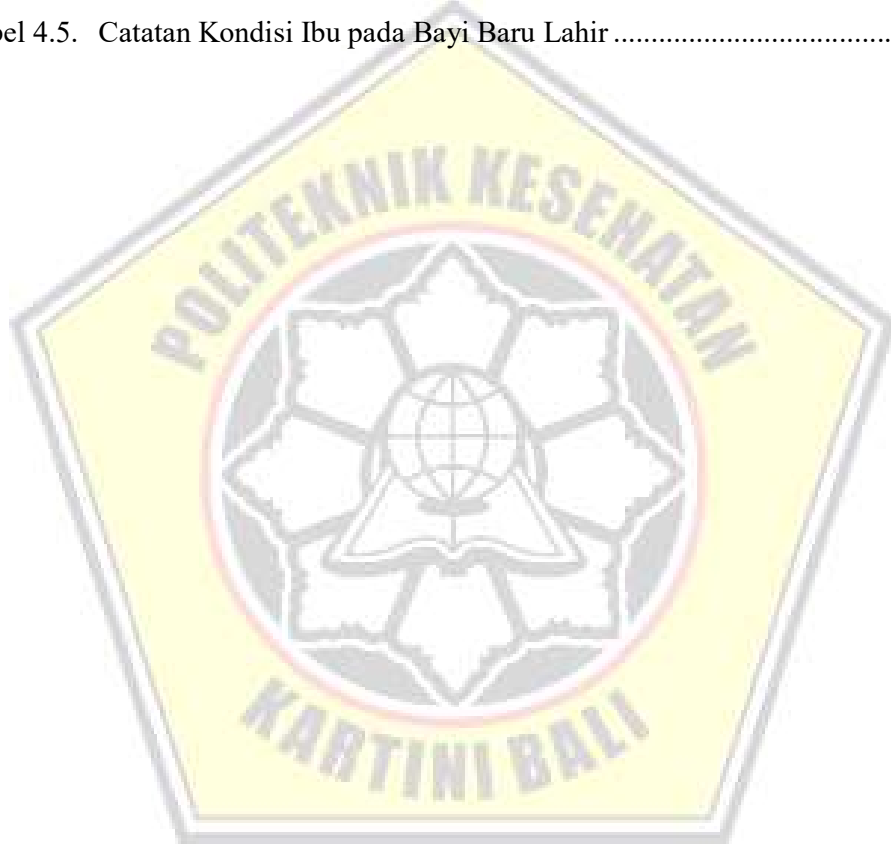 bel 4.5. Catatan Kondisi Ibu pada Bayi Baru Lahir .....................................
POLITEKNIK KESEHATAN
KARTINI BALI